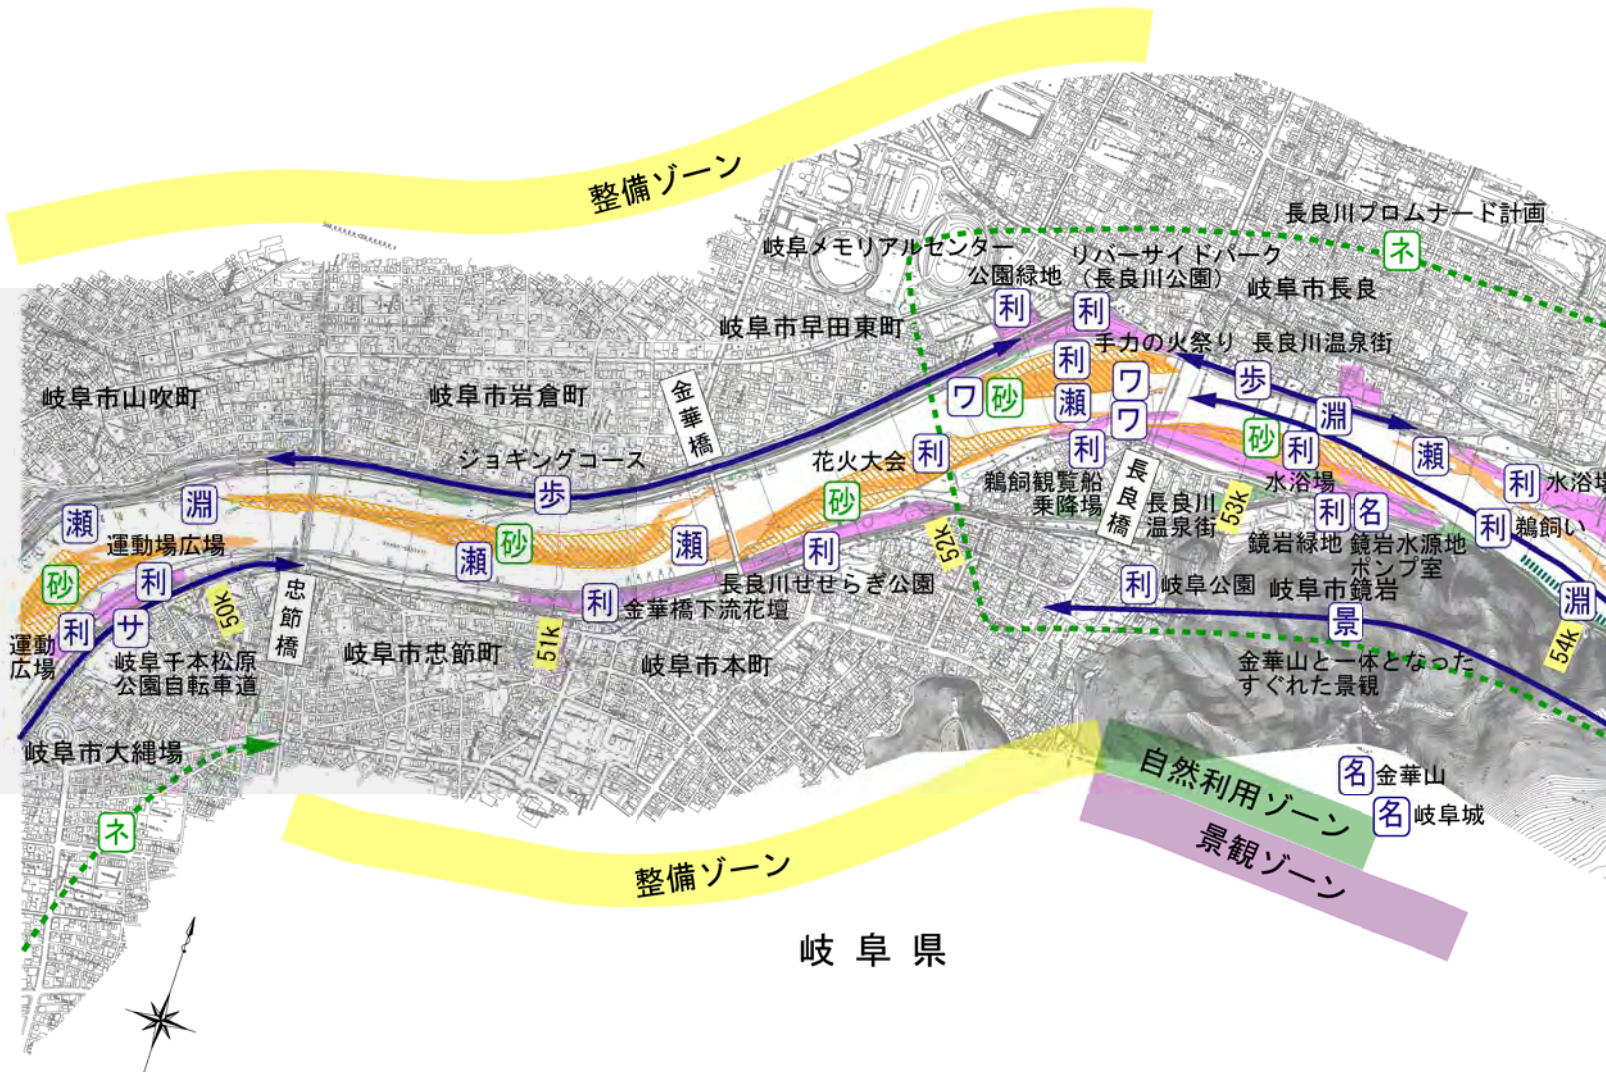 整備ゾーン
長良川プロムナード計画
ネ
岐阜メモリアルセンター
リバーサイドパーク
（長良川公園）
公園緑地
岐阜市長良
利
利
岐阜市早田東町
手力の火祭り
長良川温泉街
利
ワ
歩
岐阜市山吹町
岐阜市岩倉町
金華橋
ワ
砂
瀬
ワ
淵
砂
利
瀬
ジョギングコース
花火大会
利
利
歩
鵜飼観覧船
乗降場
長良橋
長良川
温泉街
53k
水浴場
利
水浴場
瀬
淵
砂
利
名
利
鵜飼い
運動場広場
瀬
砂
瀬
利
52k
鏡岩緑地
鏡岩水源地
ポンプ室
砂
利
50k
忠節橋
長良川せせらぎ公園
利
岐阜公園
岐阜市鏡岩
淵
利
金華橋下流花壇
利
サ
景
運動
広場
岐阜千本松原
公園自転車道
岐阜市忠節町
51k
岐阜市本町
金華山と一体となった
すぐれた景観
54k
岐阜市大縄場
ネ
自然利用ゾーン
名
金華山
名
岐阜城
景観ゾーン
整備ゾーン
岐阜県